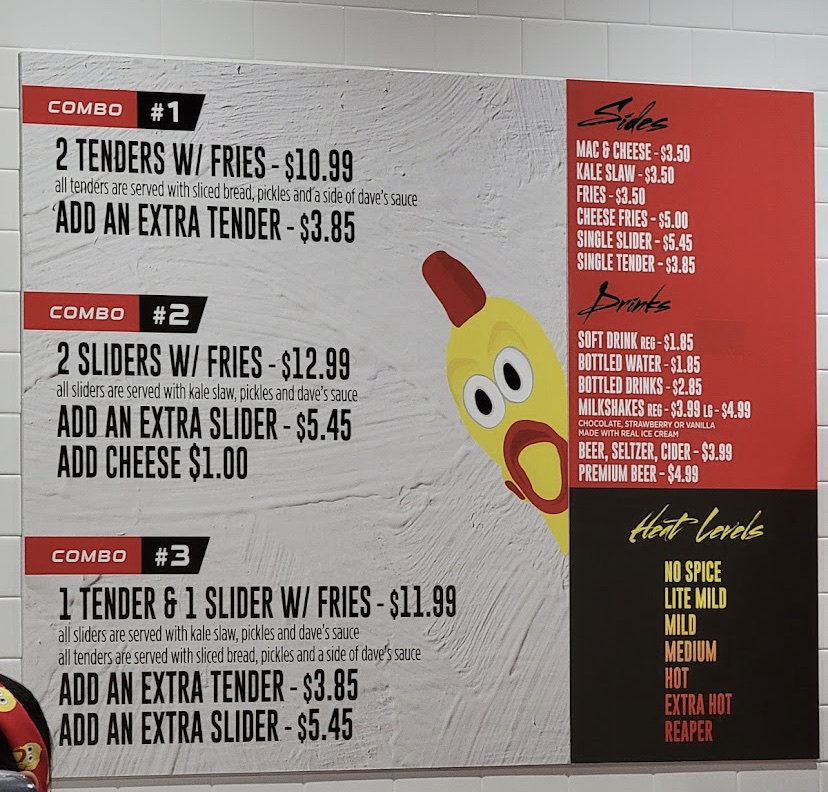 COMBO #1
2 TENDERS W/ FRIES - $10.99
all tenders are served with sliced bread, pickles and a side of dave's sauce
ADD AN EXTRA TENDER - $3.85
COMBO #2
2 SLIDERS W/ FRIES - $12.99
all sliders are served with kale slaw, pickles and dave's sauce
ADD AN EXTRA SLIDER - $5.45
ADD CHEESE $1.00
COMBO #3
1 TENDER & 1 SLIDER W/ FRIES - $11.99
all sliders are served with kale slaw, pickles and dave's sauce
all tenders are served with sliced bread, pickles and a side of dave's sauce
ADD AN EXTRA TENDER - $3.85
ADD AN EXTRA SLIDER - $5.45
Sides
MAC & CHEESE - $3.50
KALE SLAW - $3.50
FRIES - $3.50
CHEESE FRIES - $5.00
SINGLE SLIDER - $5.45
SINGLE TENDER - $3.85
Drinks
SOFT DRINK REG - $1.85
BOTTLED WATER - $1.85
BOTTLED DRINKS - $2.85
MILKSHAKES REG - $3.99 LG - $4.99
CHOCOLATE, STRAWBERRY OR VANILLA
MADE WITH REAL ICE CREAM
BEER, SELTZER, CIDER - $3.99
PREMIUM BEER - $4.99
Heat Levels
NO SPICE
LITE MILD
MILD
MEDIUM
HOT
EXTRA HOT
REAPER